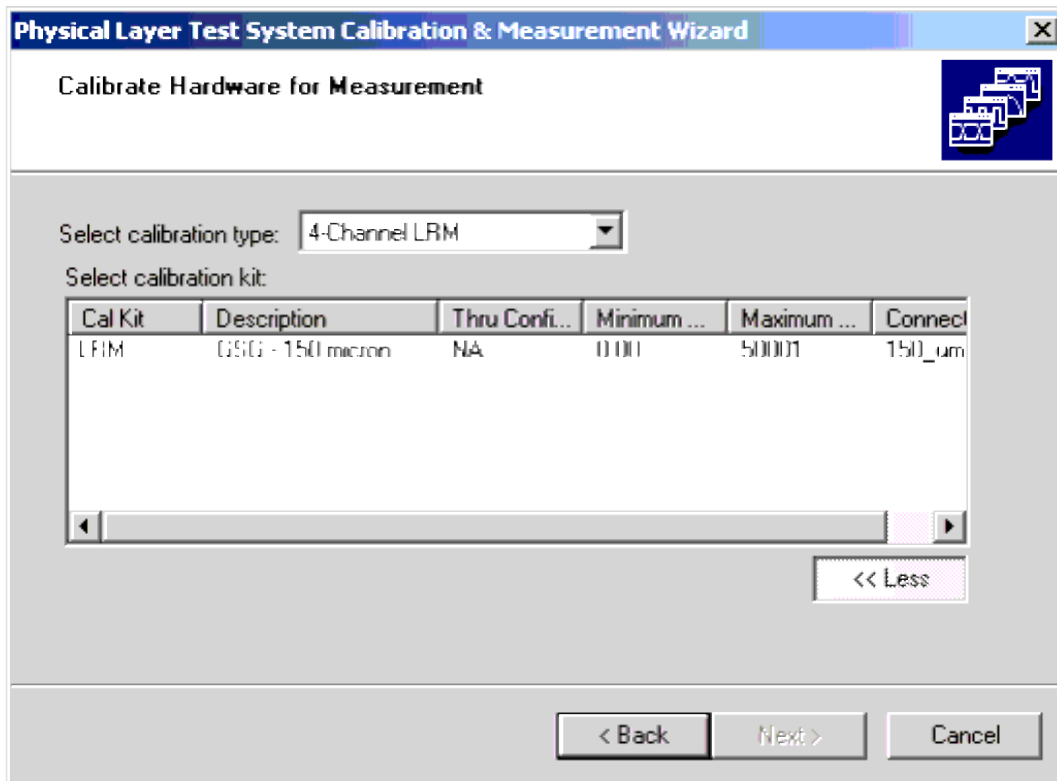 Physical Layer Test System Calibration & Measurement Wizard
Calibrate Hardware for Measurement
Select calibration type: 4-Channel LRM
Select calibration kit:
Cal Kit Description Thru Confi... Minimum ... Maximum ... Connect
GSG - 150 micron NA 0.00 50001 150_um
<< Less
< Back Next > Cancel